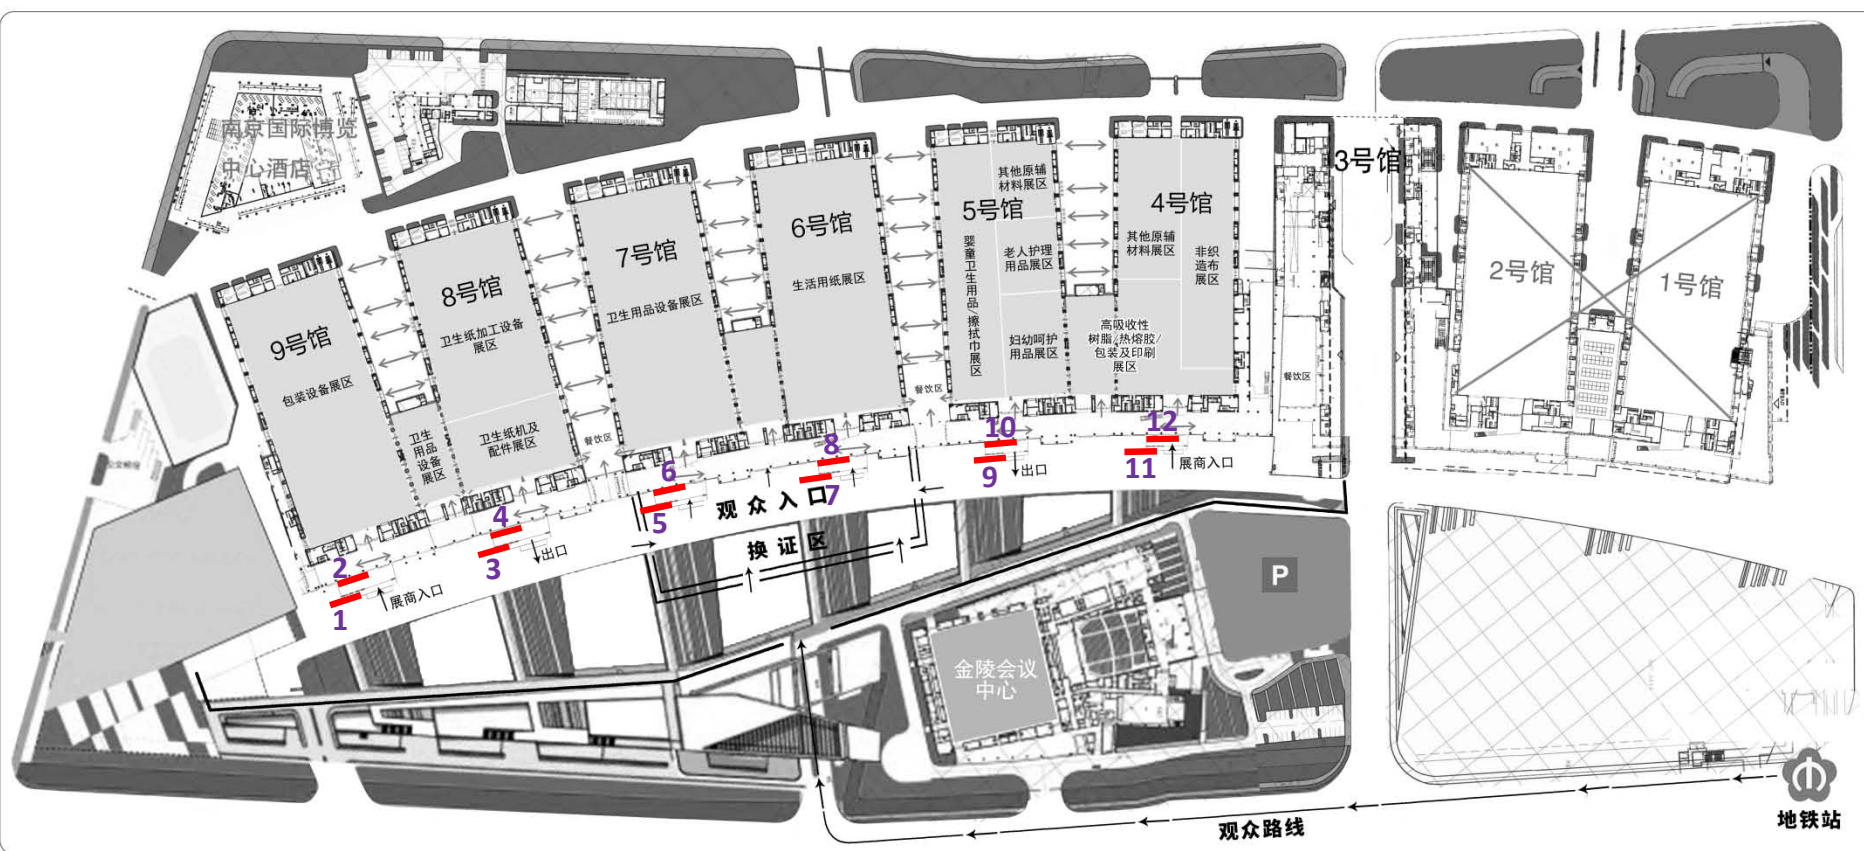 南京国际博览
中心酒店
9号馆
包装设备展区
8号馆
卫生纸加工设备
展区
卫生
用品
设备
展区
卫生纸机及
配件展区
7号馆
卫生用品设备展区
餐饮区
6号馆
生活用纸展区
餐饮区
5号馆
其他原辅
材料展区
婴童卫生用品/擦拭巾展区
老人护理
用品展区
妇幼呵护
用品展区
4号馆
其他原辅
材料展区
非织
造布
展区
高吸收性
树脂/热熔胶/
包装及印刷
展区
餐饮区
3号馆
2号馆
1号馆
2
1
展商入口
4
3
出口
6
5
观众入口
8
7
换证区
10
9
出口
12
11
展商入口
P
金陵会议
中心
观众路线
地铁站